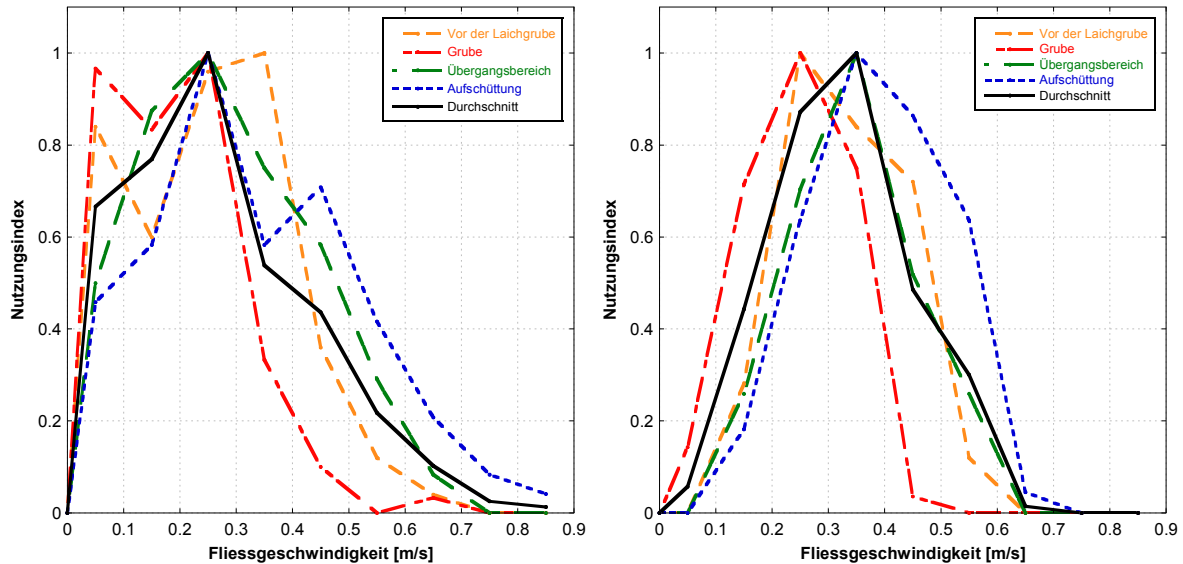 Nutzungsindex
1
0.8
0.6
0.4
0.2
0
0 0.1 0.2 0.3 0.4 0.5 0.6 0.7 0.8 0.9
Fliessgeschwindigkeit [m/s]
Vor der Laichgrube
Grube
Übergangsbereich
Aufschüttung
Durchschnitt
Nutzungsindex
1
0.8
0.6
0.4
0.2
0
0 0.1 0.2 0.3 0.4 0.5 0.6 0.7 0.8 0.9
Fliessgeschwindigkeit [m/s]
Vor der Laichgrube
Grube
Übergangsbereich
Aufschüttung
Durchschnitt